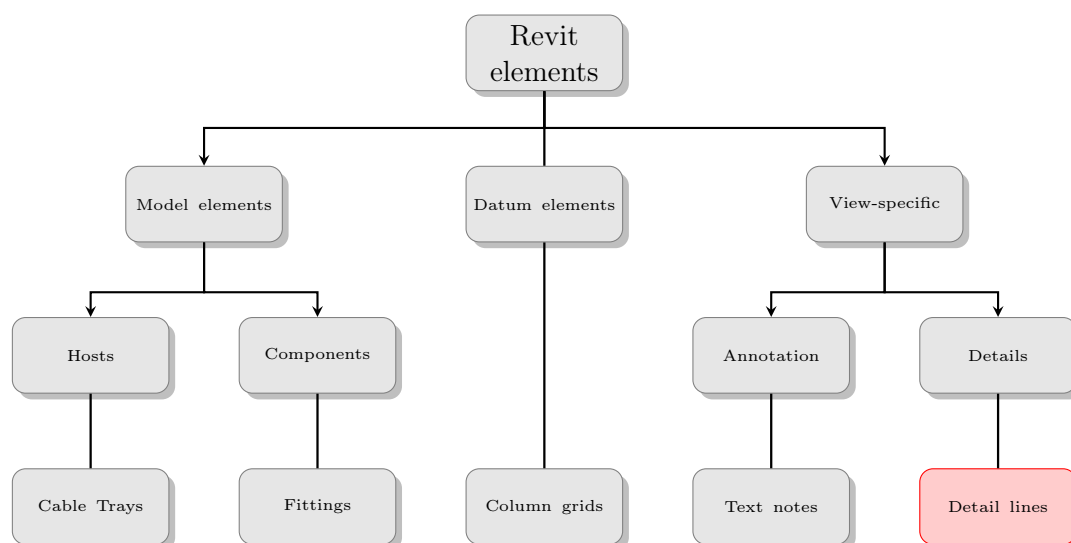 Revit
elements
Model elements
Datum elements
View-specific
Hosts
Components
Annotation
Details
Cable Trays
Fittings
Column grids
Text notes
Detail lines